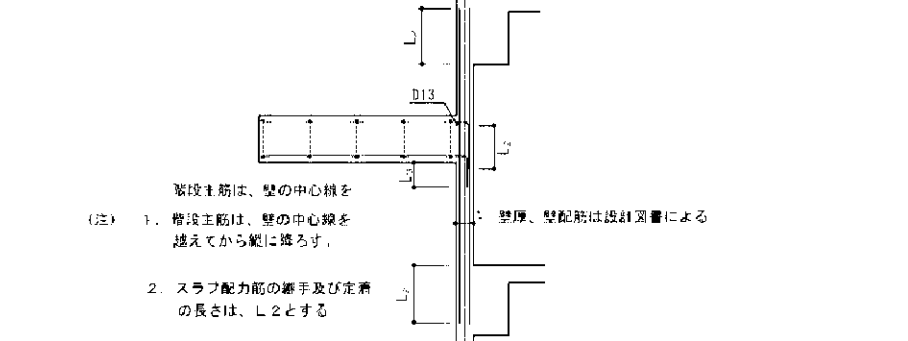 L2
D13
L2
L3
階段主筋は、壁の中心線を
(注) 1. 階段主筋は、壁の中心線を
越えてから縦に降ろす。
壁厚、壁配筋は設計図書による
2. スラブ配力筋の継手及び定着
の長さは、L2とする
L2